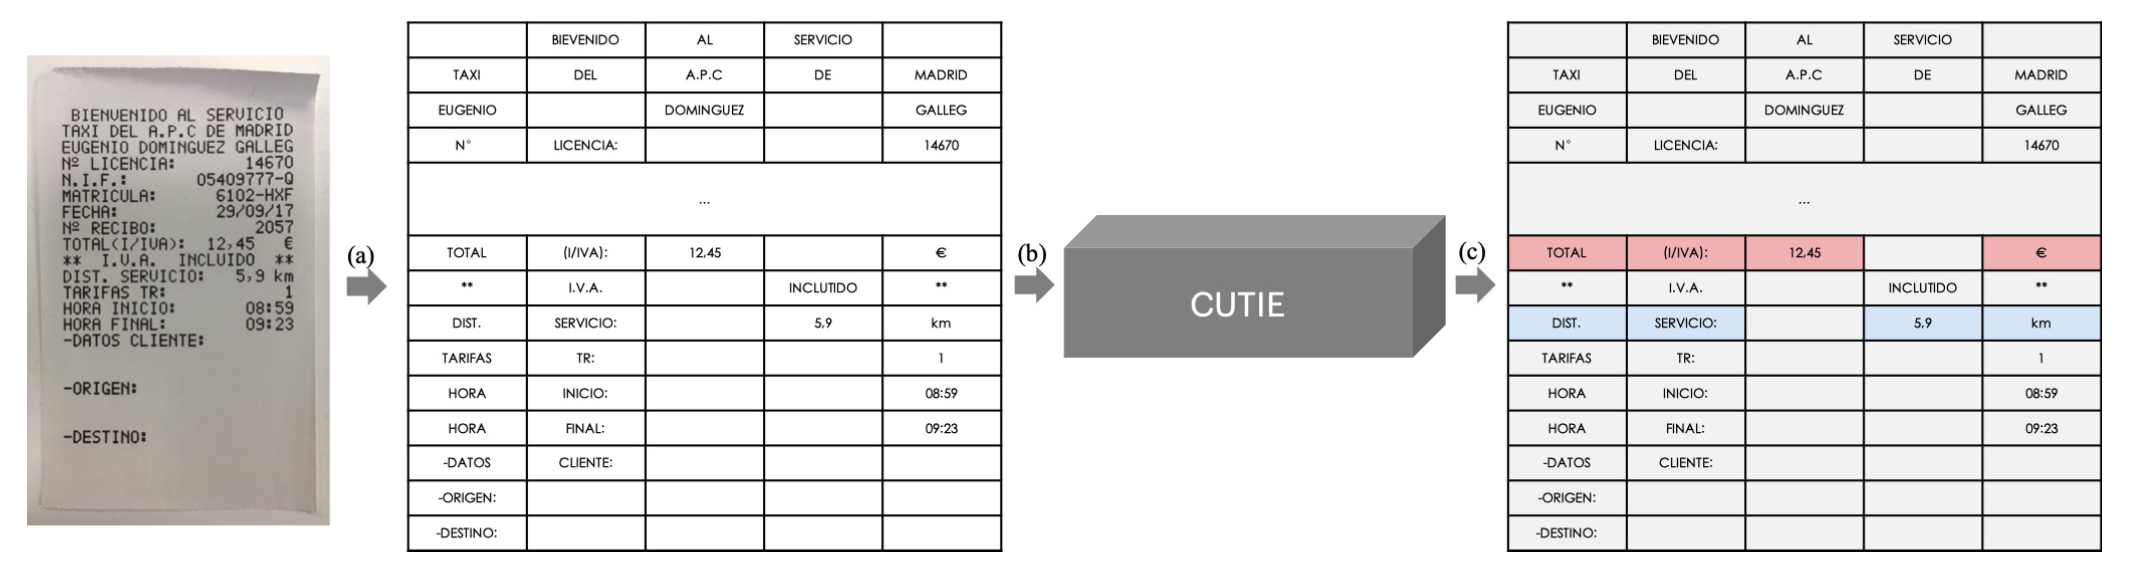 BIENVENIDO AL SERVICIO
TAXI DEL A.P.C DE MADRID
EUGENIO DOMINGUEZ GALLEG
Nº LICENCIA: 14670
N.I.F.: 05409777-Q
MATRICULA: 6102-HXF
FECHA: 29/09/17
Nº RECIBO: 2057
TOTAL(I/IVA): 12,45 €
** I.V.A. INCLUIDO **
DIST. SERVICIO: 5,9 km
TARIFAS TR: 1
HORA INICIO: 08:59
HORA FINAL: 09:23
-DATOS CLIENTE:
-ORIGEN:
-DESTINO:
(a)
BIEVENIDO AL SERVICIO
TAXI DEL A.P.C DE MADRID
EUGENIO DOMINGUEZ GALLEG
N° LICENCIA: 14670
...
TOTAL (I/IVA): 12,45 €
** I.V.A. INCLUTIDO **
DIST. SERVICIO: 5,9 km
TARIFAS TR: 1
HORA INICIO: 08:59
HORA FINAL: 09:23
-DATOS CLIENTE:
-ORIGEN:
-DESTINO:
(b)
CUTIE
(c)
BIEVENIDO AL SERVICIO
TAXI DEL A.P.C DE MADRID
EUGENIO DOMINGUEZ GALLEG
N° LICENCIA: 14670
...
TOTAL (I/IVA): 12,45 €
** I.V.A. INCLUTIDO **
DIST. SERVICIO: 5,9 km
TARIFAS TR: 1
HORA INICIO: 08:59
HORA FINAL: 09:23
-DATOS CLIENTE:
-ORIGEN:
-DESTINO: